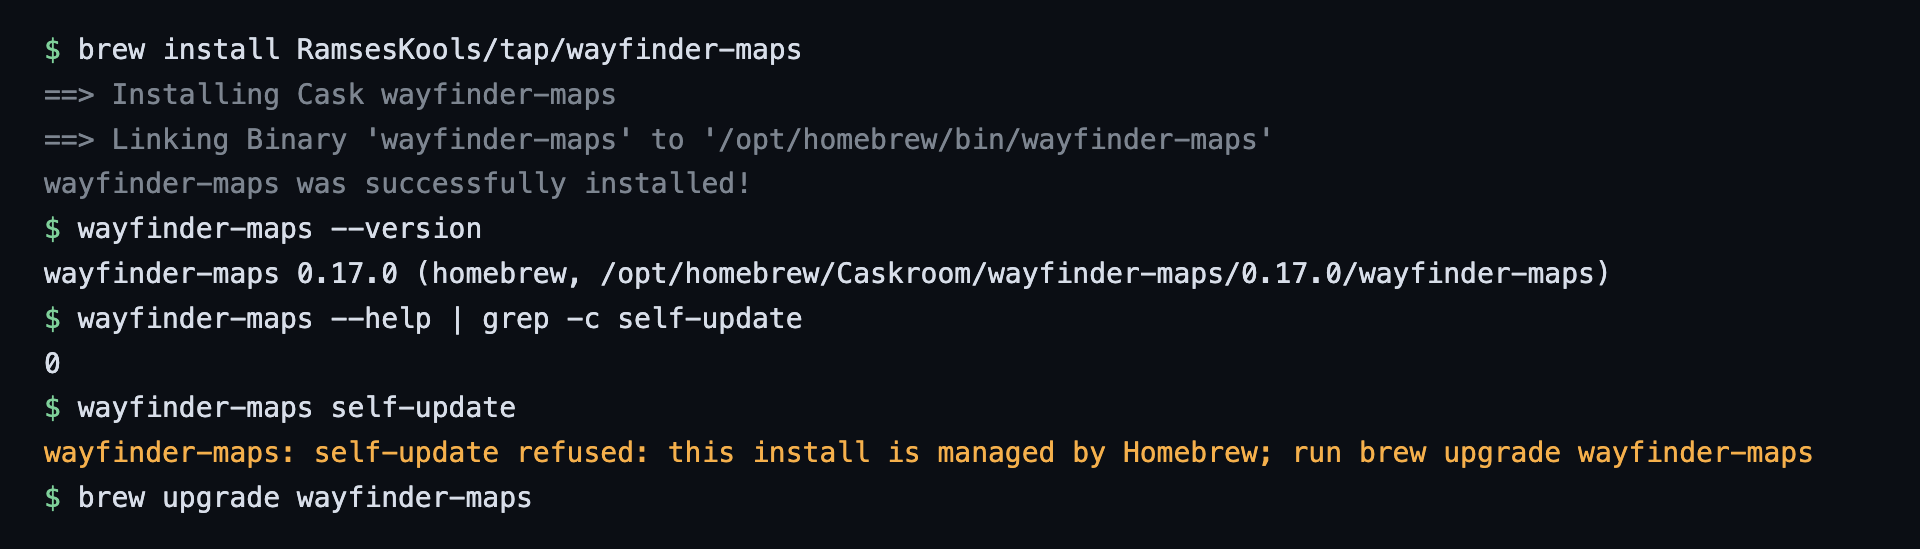 $ brew install RamsesKools/tap/wayfinder-maps
==> Installing Cask wayfinder-maps
==> Linking Binary 'wayfinder-maps' to '/opt/homebrew/bin/wayfinder-maps'
wayfinder-maps was successfully installed!
$ wayfinder-maps --version
wayfinder-maps 0.17.0 (homebrew, /opt/homebrew/Caskroom/wayfinder-maps/0.17.0/wayfinder-maps)
$ wayfinder-maps --help | grep -c self-update
0
$ wayfinder-maps self-update
wayfinder-maps: self-update refused: this install is managed by Homebrew; run brew upgrade wayfinder-maps
$ brew upgrade wayfinder-maps